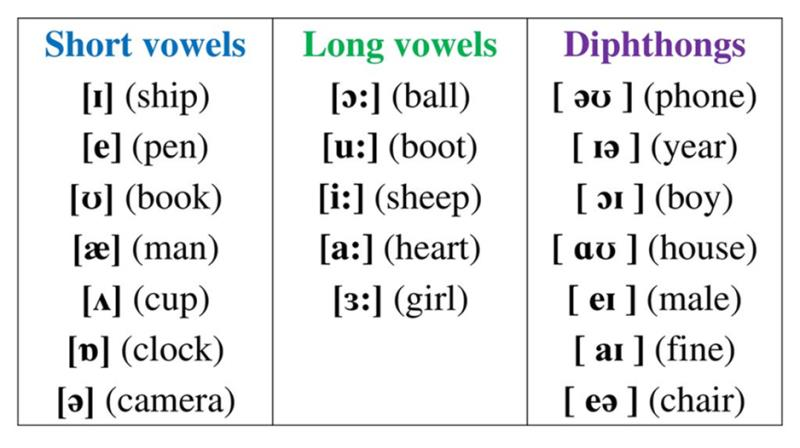 Short vowels
[ɪ] (ship)
[e] (pen)
[ʊ] (book)
[æ] (man)
[ʌ] (cup)
[ɒ] (clock)
[ə] (camera)
Long vowels
[ɔ:] (ball)
[u:] (boot)
[i:] (sheep)
[a:] (heart)
[ɜ:] (girl)
Diphthongs
[ əʊ ] (phone)
[ ɪə ] (year)
[ ɔɪ ] (boy)
[ ɑʊ ] (house)
[ eɪ ] (male)
[ aɪ ] (fine)
[ eə ] (chair)